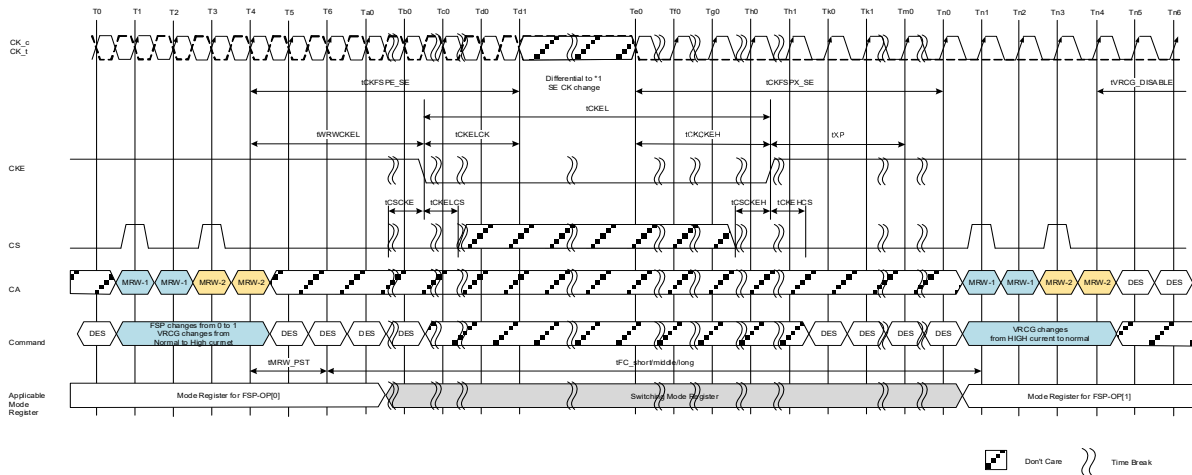 T0 T1 T2 T3 T4 T5 T6 Ta0 Tb0 Tc0 Td0 Td1 Te0 Tf0 Tg0 Th0 Th1 Tk0 Tk1 Tm0 Tn0 Tn1 Tn2 Tn3 Tn4 Tn5 Tn6
CK_c
CK_t
tCKFSPE_SE
Differential to *1
SE CK change
tCKFSPX_SE
tVRCG_DISABLE
tCKEL
tWRWCKEL
tCKELCK
tCKCKEH
tXP
CKE
tCSCKE
tCKELCS
tCSCKEH
tCKEHCS
CS
CA
MRW-1 MRW-1 MRW-2 MRW-2 MRW-1 MRW-1 MRW-2 MRW-2 DES DES
Command
DES
FSP changes from 0 to 1
VRCG changes from
Normal to High curmet
DES DES DES DES DES DES DES DES
VRCG changes
from HIGH current to normal
tMRW_PST
tFC_short/middle/long
Applicable
Mode
Register
Mode Register for FSP-OP[0]
Switching Mode Register
Mode Register for FSP-OP[1]
Don't Care
Time Break